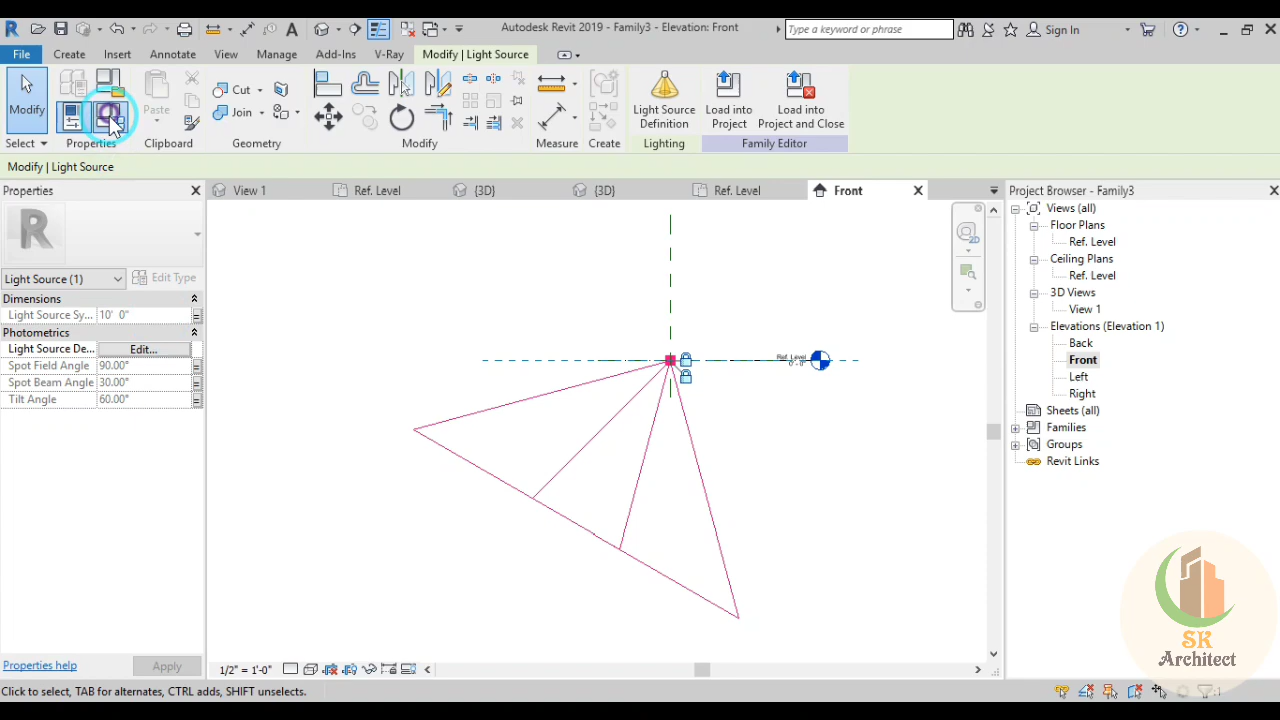 Autodesk Revit 2019 - Family3 - Elevation: Front
Type a keyword or phrase
Sign In
File Create Insert Annotate View Manage Add-Ins V-Ray Modify | Light Source
Modify
Paste
Cut
Join
Light Source Definition
Load into Project
Load into Project and Close
Select Properties Clipboard Geometry Modify Measure Create Lighting Family Editor
Modify | Light Source
Properties
View 1 Ref. Level {3D} {3D} Ref. Level Front
Project Browser - Family3
Light Source (1)
Edit Type
Dimensions
Light Source Sy... 10' 0"
Photometrics
Light Source De... Edit...
Spot Field Angle 90.00°
Spot Beam Angle 30.00°
Tilt Angle 60.00°
2D
Ref. Level
0' - 0"
Views (all)
Floor Plans
Ref. Level
Ceiling Plans
Ref. Level
3D Views
View 1
Elevations (Elevation 1)
Back
Front
Left
Right
Sheets (all)
Families
Groups
Revit Links
SK
Architect
Properties help
Apply
1/2" = 1'-0"
Click to select, TAB for alternates, CTRL adds, SHIFT unselects.
:1